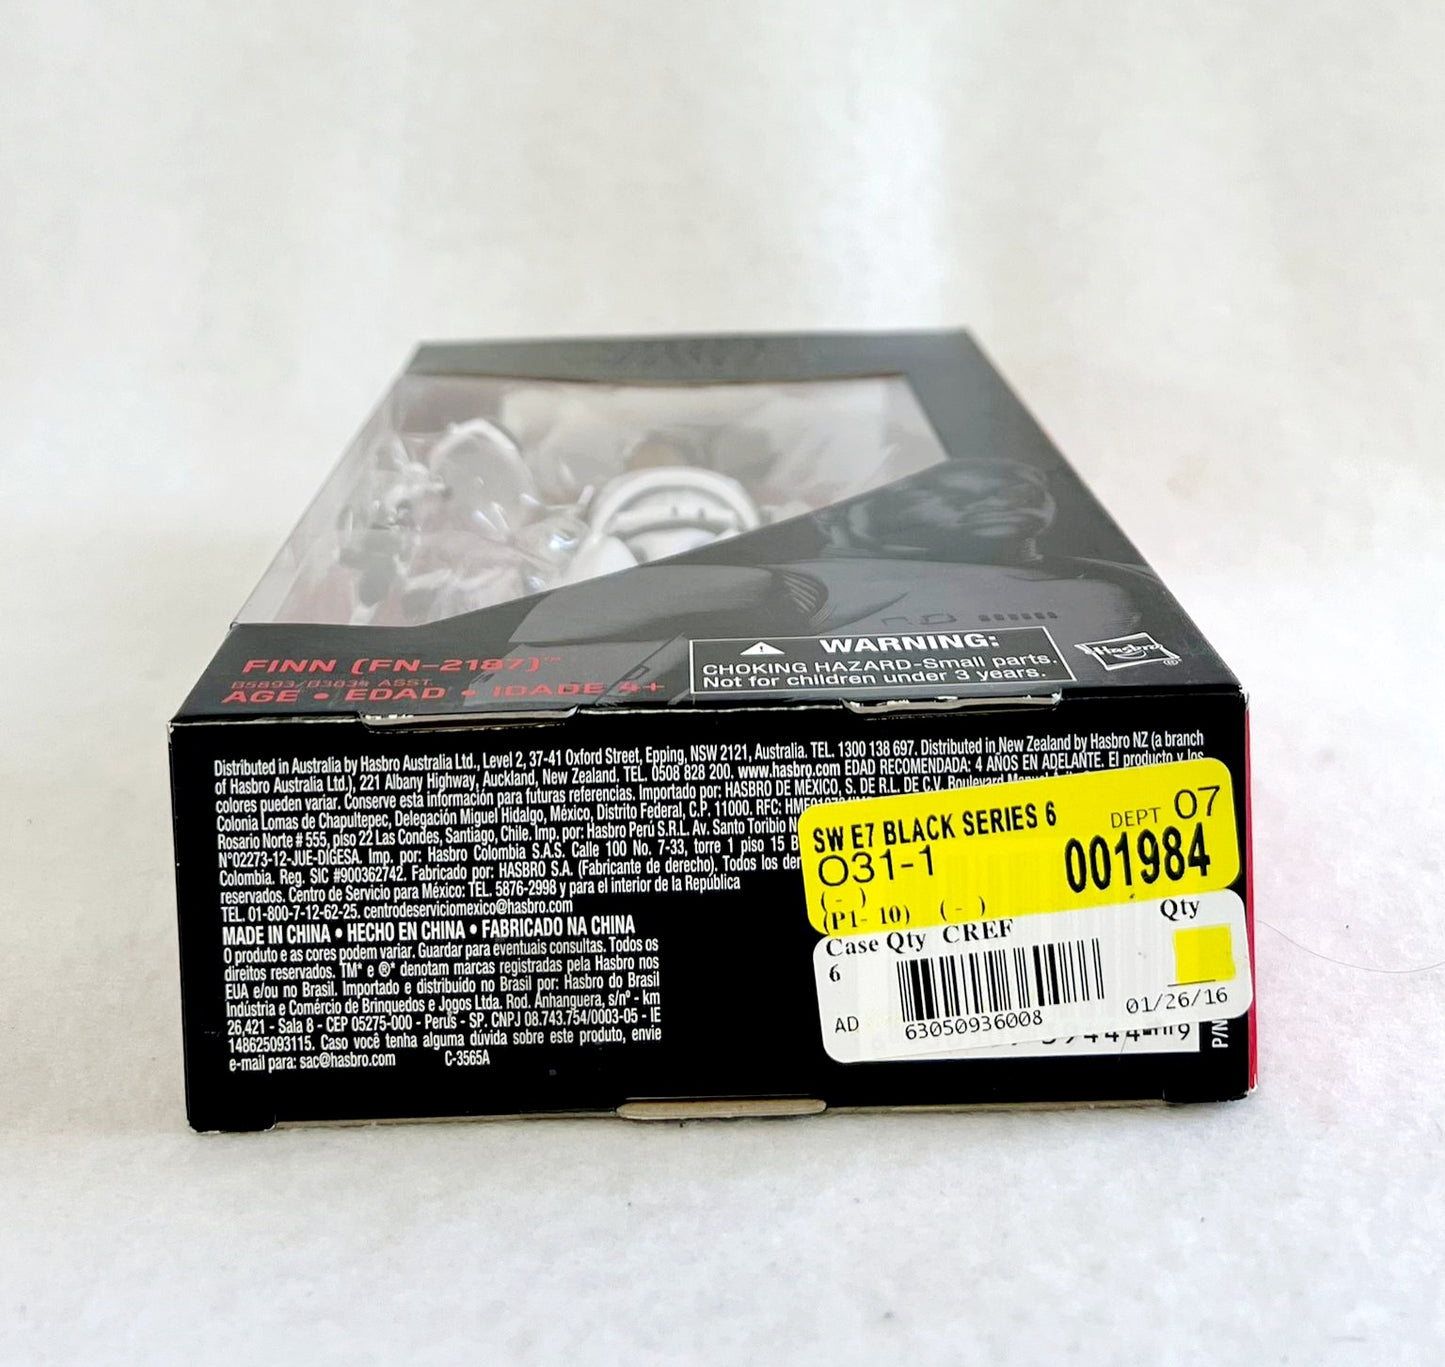 FINN (FN-2187)™
B5893/B3834 ASST.
AGE • EDAD • IDADE 4+
WARNING:
CHOKING HAZARD-Small parts.
Not for children under 3 years.
Hasbro
®
Distributed in Australia by Hasbro Australia Ltd., Level 2, 37-41 Oxford Street, Epping, NSW 2121, Australia. TEL. 1300 138 697. Distributed in New Zealand by Hasbro NZ (a branch
of Hasbro Australia Ltd.), 221 Albany Highway, Auckland, New Zealand. TEL. 0508 828 200. www.hasbro.com EDAD RECOMENDADA: 4 AÑOS EN ADELANTE. El producto y los
colores pueden variar. Conserve esta información para futuras referencias. Importado por: HASBRO DE MÉXICO, S. DE R.L. DE C.V. Boulevard
Colonia Lomas de Chapultepec, Delegación Miguel Hidalgo, México, Distrito Federal, C.P. 11000. RFC:
Rosario Norte # 555, piso 22 Las Condes, Santiago, Chile. Imp. por: Hasbro Perú S.R.L. Av. Santo Toribio
N°02273-12-JUE-DIGESA. Imp. por: Hasbro Colombia S.A.S. Calle 100 No. 7-33, torre 1 piso 15
Colombia. Reg. SIC #900362742. Fabricado por: HASBRO S.A. (Fabricante de derecho). Todos los
reservados. Centro de Servicio para México: TEL. 5876-2998 y para el interior de la República
TEL. 01-800-7-12-62-25. centrodeserviciomexico@hasbro.com
MADE IN CHINA • HECHO EN CHINA • FABRICADO NA CHINA
O produto e as cores podem variar. Guardar para eventuais consultas. Todos os
direitos reservados. TM* e ®* denotam marcas registradas pela Hasbro nos
EUA e/ou no Brasil. Importado e distribuído no Brasil por: Hasbro do Brasil
Indústria e Comércio de Brinquedos e Jogos Ltda. Rod. Anhanguera, s/nº - km
26,421 - Sala 8 - CEP 05275-000 - Perus - SP. CNPJ 08.743.754/0003-05 - IE
148625093115. Caso você tenha alguma dúvida sobre este produto, envie
e-mail para: sac@hasbro.com C-3565A
SW E7 BLACK SERIES 6 DEPT 07
031-1 001984
(-)
(P1- 10) (-)
Case Qty CREF Qty
6
AD 63050936008 01/26/16
P/N